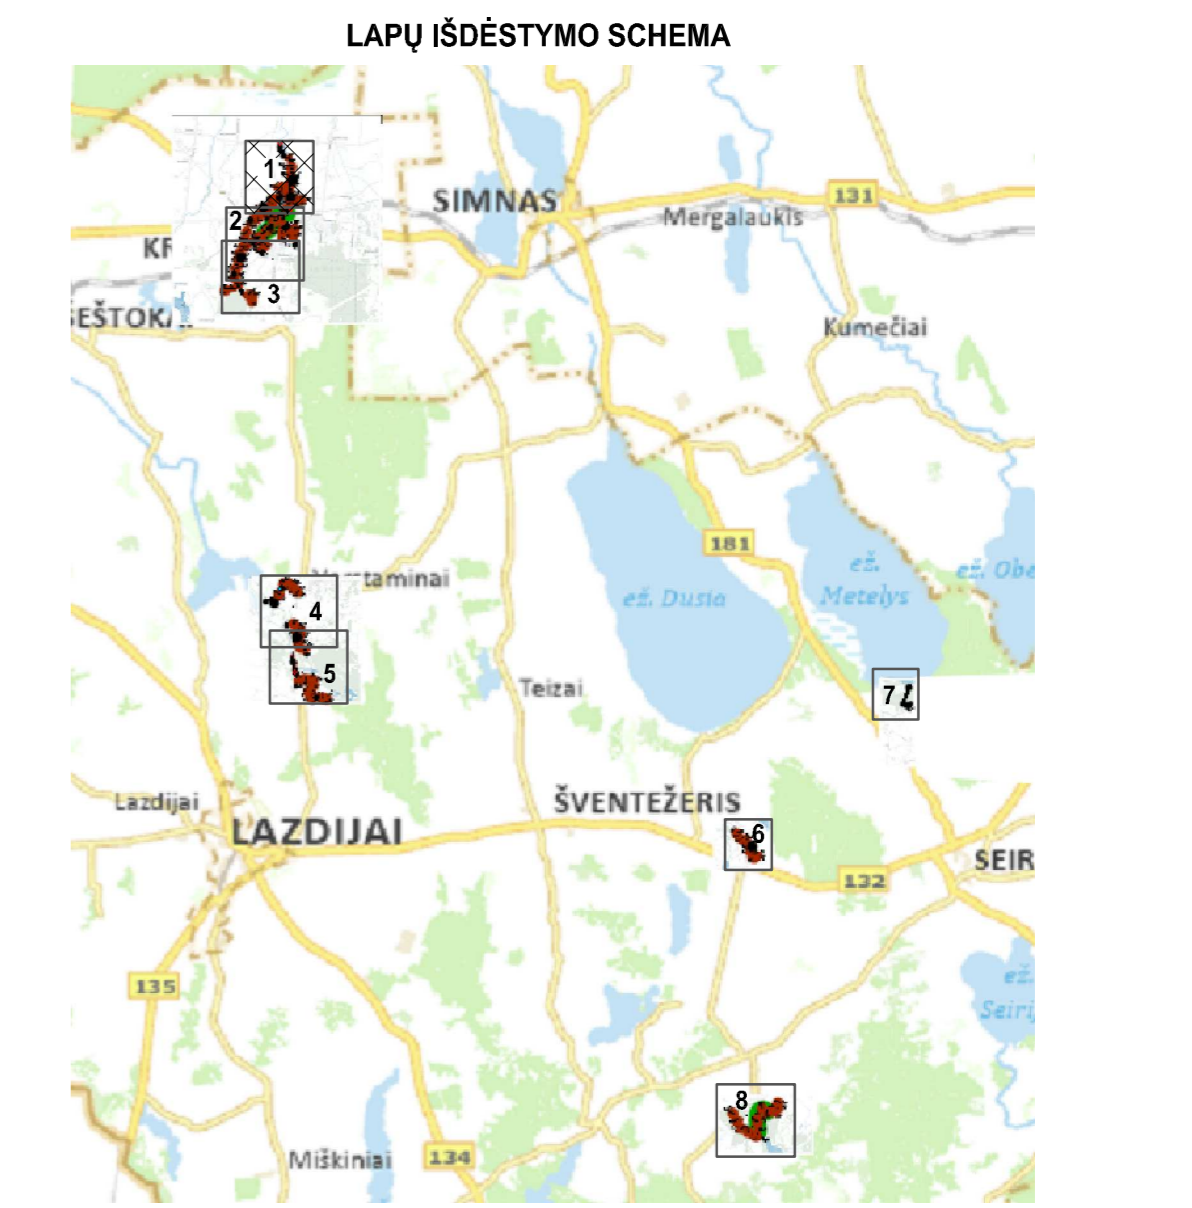 LAPŲ IŠDĖSTYMO SCHEMA
1
SIMNAS
131
Mergalaukis
2
3
Kumečiai
181
ež.
Metelys
ež. Dusia
4
5
7
Teizai
Lazdijai
ŠVENTEŽERIS
LAZDIJAI
6
132
135
ež.
8
Miškiniai
134